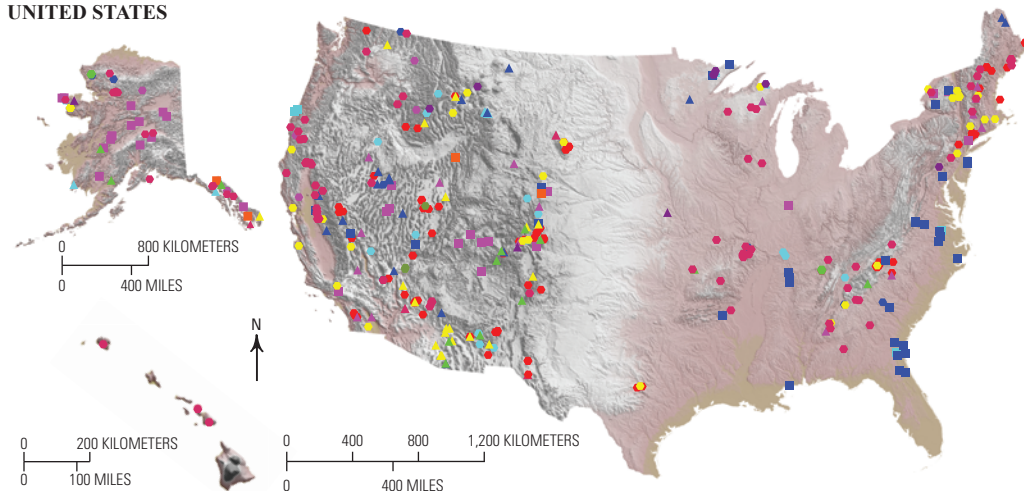 UNITED STATES
0 800 KILOMETERS
0 400 MILES
N
0 200 KILOMETERS
0 100 MILES
0 400 800 1,200 KILOMETERS
0 400 MILES